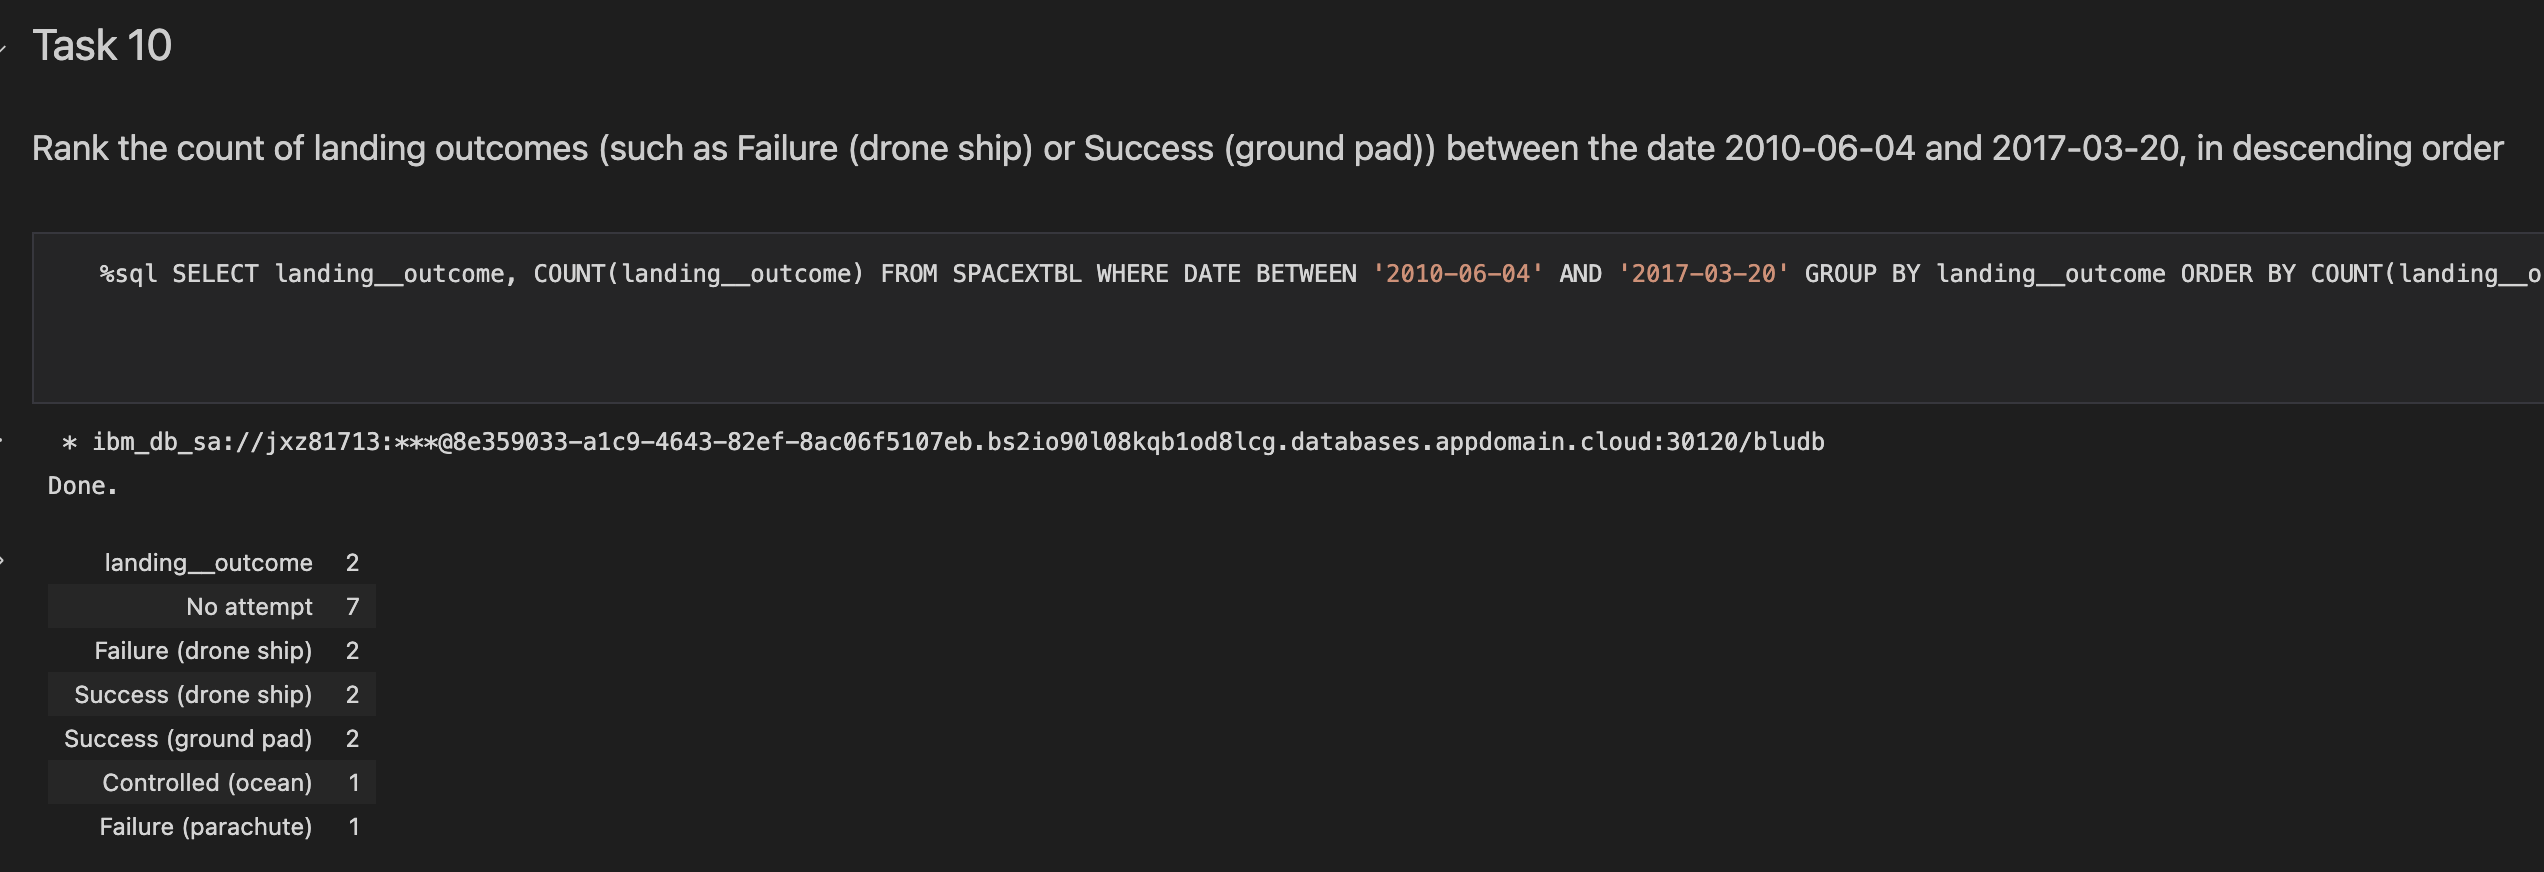 Task 10
Rank the count of landing outcomes (such as Failure (drone ship) or Success (ground pad)) between the date 2010-06-04 and 2017-03-20, in descending order
%sql SELECT landing__outcome, COUNT(landing__outcome) FROM SPACEXTBL WHERE DATE BETWEEN '2010-06-04' AND '2017-03-20' GROUP BY landing__outcome ORDER BY COUNT(landing__o
* ibm_db_sa://jxz81713:***@8e359033-a1c9-4643-82ef-8ac06f5107eb.bs2io90l08kqb1od8lcg.databases.appdomain.cloud:30120/bludb
Done.
landing__outcome 2
No attempt 7
Failure (drone ship) 2
Success (drone ship) 2
Success (ground pad) 2
Controlled (ocean) 1
Failure (parachute) 1